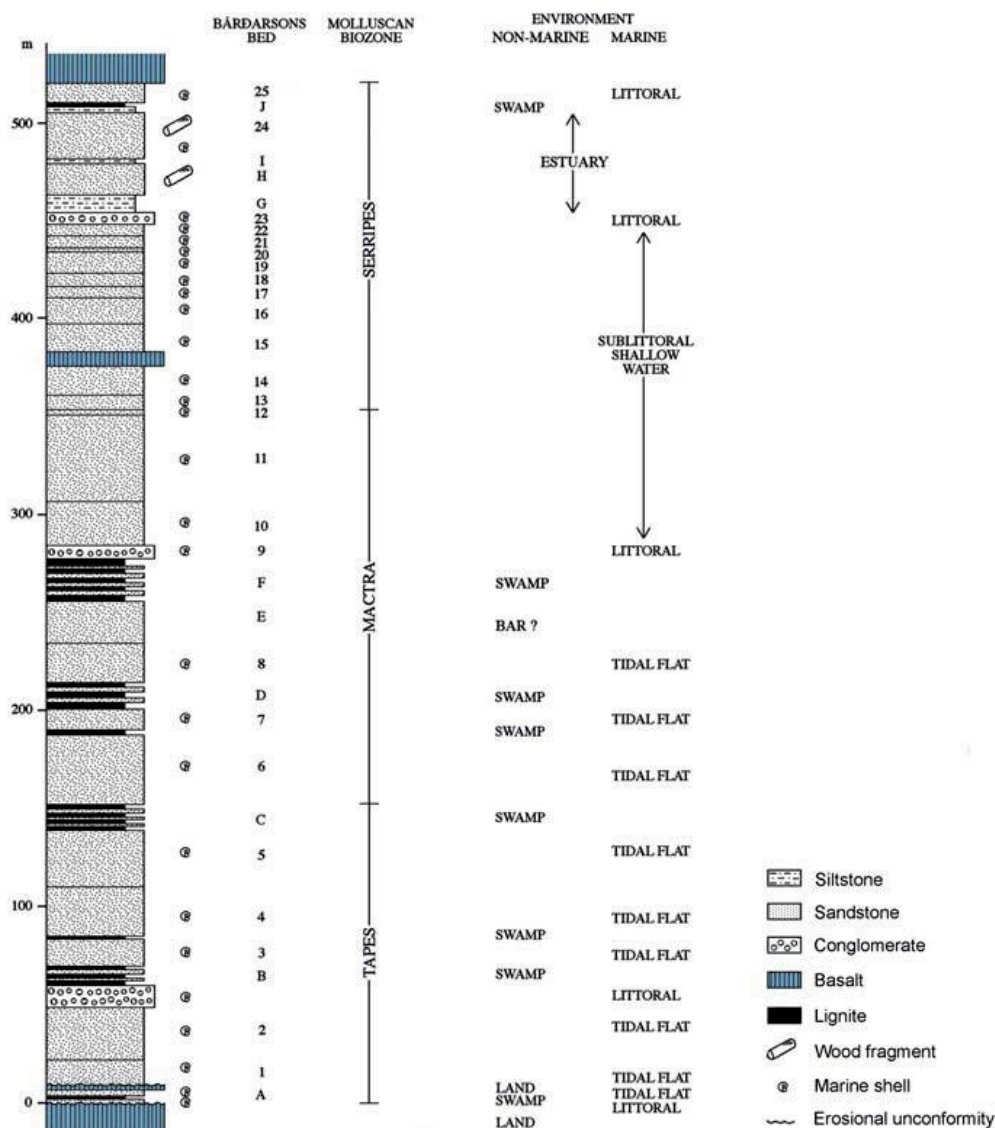 BÁRÐARSONS BED
MOLLUSCAN BIOZONE
ENVIRONMENT
NON-MARINE MARINE
m
25
LITTORAL
J
SWAMP
500
24
I
ESTUARY
H
G
23
LITTORAL
22
21
20
19
18
17
400
16
15
SUBLITTORAL
SHALLOW
WATER
14
13
12
SERRIPES
11
300
10
9
LITTORAL
F
SWAMP
E
BAR ?
8
TIDAL FLAT
D
SWAMP
200
7
TIDAL FLAT
SWAMP
6
TIDAL FLAT
MACTRA
C
SWAMP
5
TIDAL FLAT
100
4
TIDAL FLAT
SWAMP
3
TIDAL FLAT
B
SWAMP
LITTORAL
2
TIDAL FLAT
1
TIDAL FLAT
LAND
A
TIDAL FLAT
SWAMP
0
LITTORAL
LAND
TAPES
Siltstone
Sandstone
Conglomerate
Basalt
Lignite
Wood fragment
Marine shell
Erosional unconformity